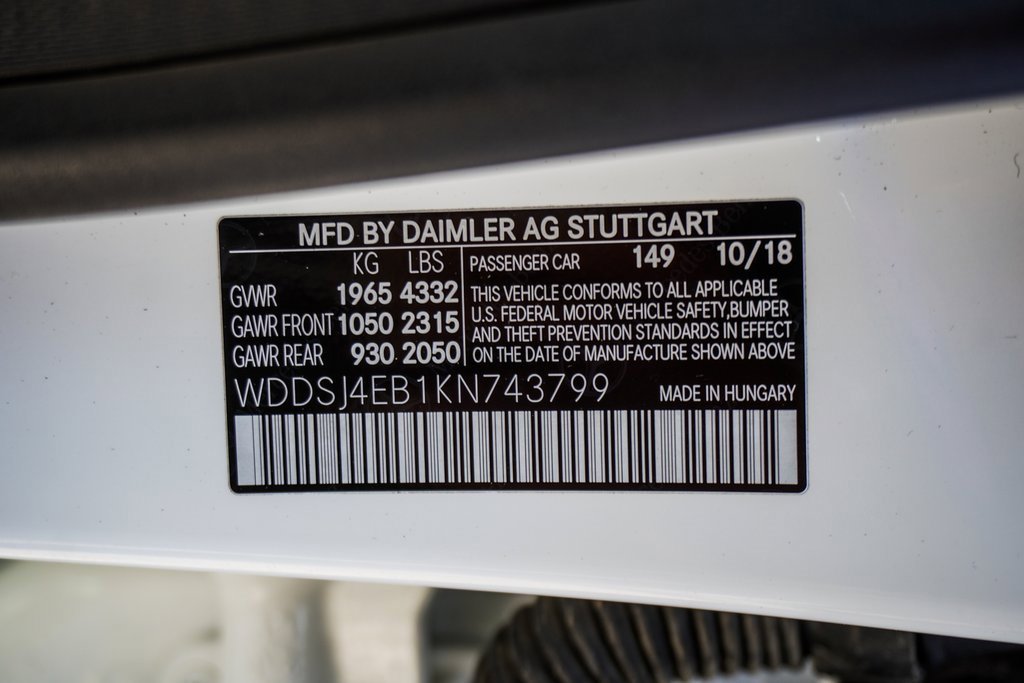 MFD BY DAIMLER AG STUTTGART
KG LBS
GVWR 1965 4332
GAWR FRONT 1050 2315
GAWR REAR 930 2050
PASSENGER CAR 149 10/18
THIS VEHICLE CONFORMS TO ALL APPLICABLE
U.S. FEDERAL MOTOR VEHICLE SAFETY,BUMPER
AND THEFT PREVENTION STANDARDS IN EFFECT
ON THE DATE OF MANUFACTURE SHOWN ABOVE
WDDSJ4EB1KN743799 MADE IN HUNGARY